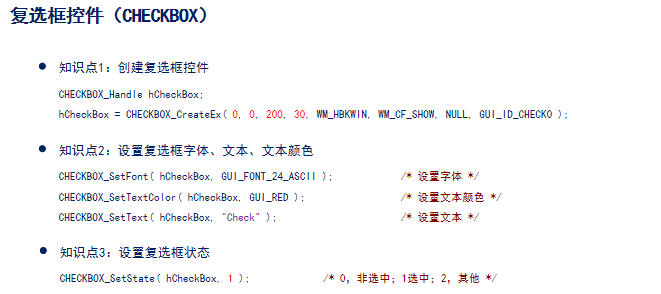 复选框控件（CHECKBOX）
● 知识点1：创建复选框控件
CHECKBOX_Handle hCheckBox;
hCheckBox = CHECKBOX_CreateEx( 0, 0, 200, 30, WM_HBKWIN, WM_CF_SHOW, NULL, GUI_ID_CHECK0 );
● 知识点2：设置复选框字体、文本、文本颜色
CHECKBOX_SetFont( hCheckBox, GUI_FONT_24_ASCII ); /* 设置字体 */
CHECKBOX_SetTextColor( hCheckBox, GUI_RED ); /* 设置文本颜色 */
CHECKBOX_SetText( hCheckBox, "Check" ); /* 设置文本 */
● 知识点3：设置复选框状态
CHECKBOX_SetState( hCheckBox, 1 ); /* 0，非选中；1选中；2，其他 */